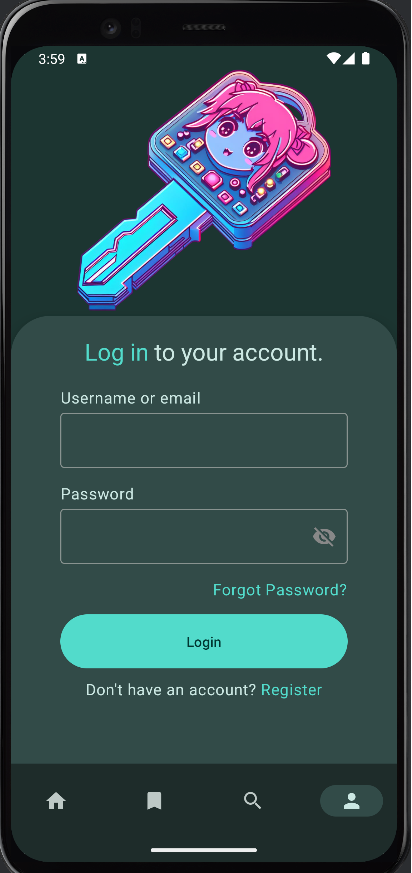 3:59 A
Log in to your account.
Username or email
Password
Forgot Password?
Login
Don't have an account? Register